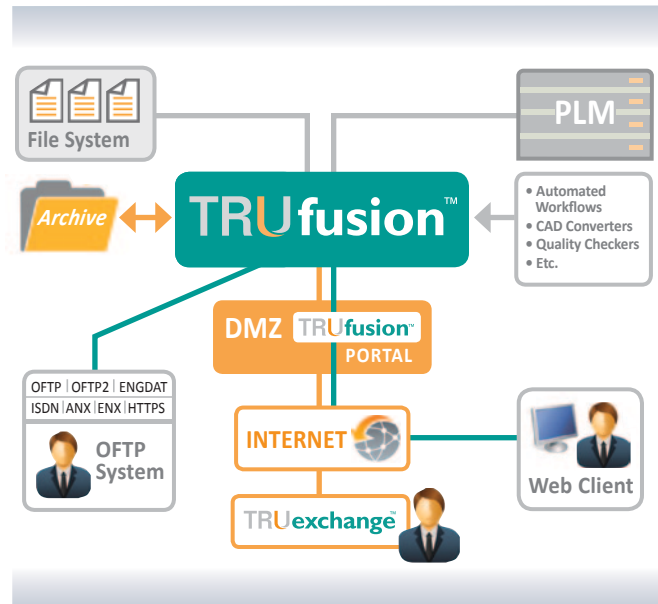 File System
PLM
Archive
TRUfusion™
• Automated
Workflows
• CAD Converters
• Quality Checkers
• Etc.
DMZ TRUfusion™
PORTAL
OFTP | OFTP2 | ENGDAT
ISDN | ANX | ENX | HTTPS
OFTP
System
INTERNET
Web Client
TRUexchange™